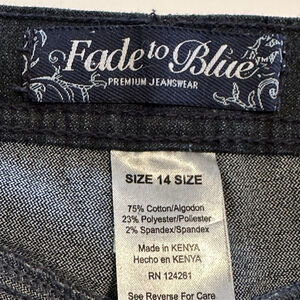 Fade to Blue
PREMIUM JEANSWEAR
SIZE 14 SIZE
75% Cotton/Algodon
23% Polyester/Poliester
2% Spandex/Spandex
Made in KENYA
Hecho en KENYA
RN 124261
See Reverse For Care